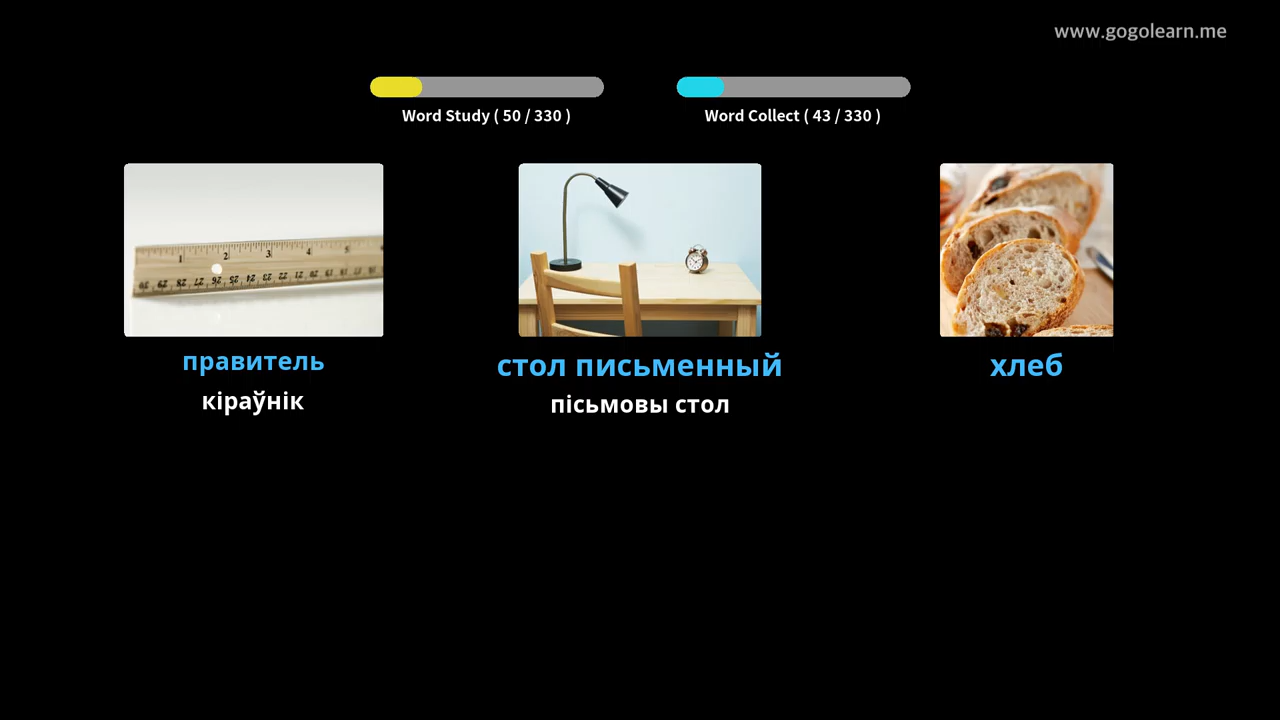 www.gogolearn.me
Word Study ( 50 / 330 )
Word Collect ( 43 / 330 )
правитель
кіраўнік
стол письменный
пісьмовы стол
хлеб